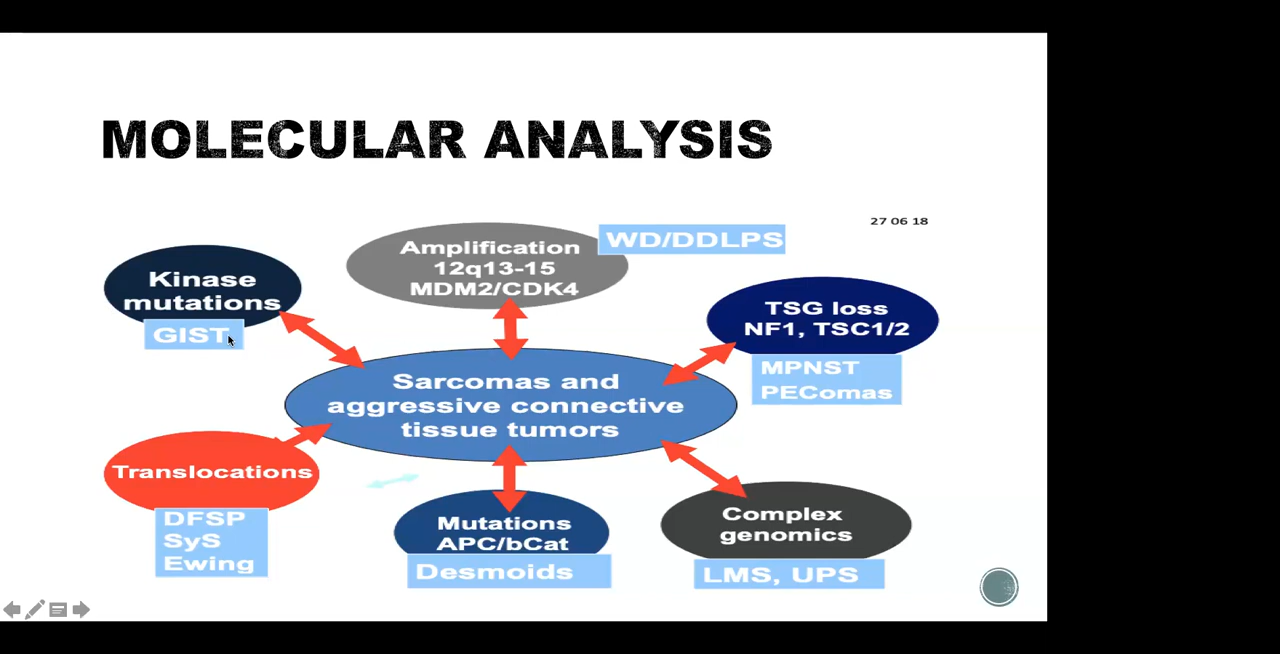 MOLECULAR ANALYSIS
27 06 18
Kinase
mutations
GIST
Amplification
12q13-15
MDM2/CDK4
WD/DDLPS
TSG loss
NF1, TSC1/2
MPNST
PEComas
Sarcomas and
aggressive connective
tissue tumors
Translocations
DFSP
SyS
Ewing
Mutations
APC/bCat
Desmoids
Complex
genomics
LMS, UPS